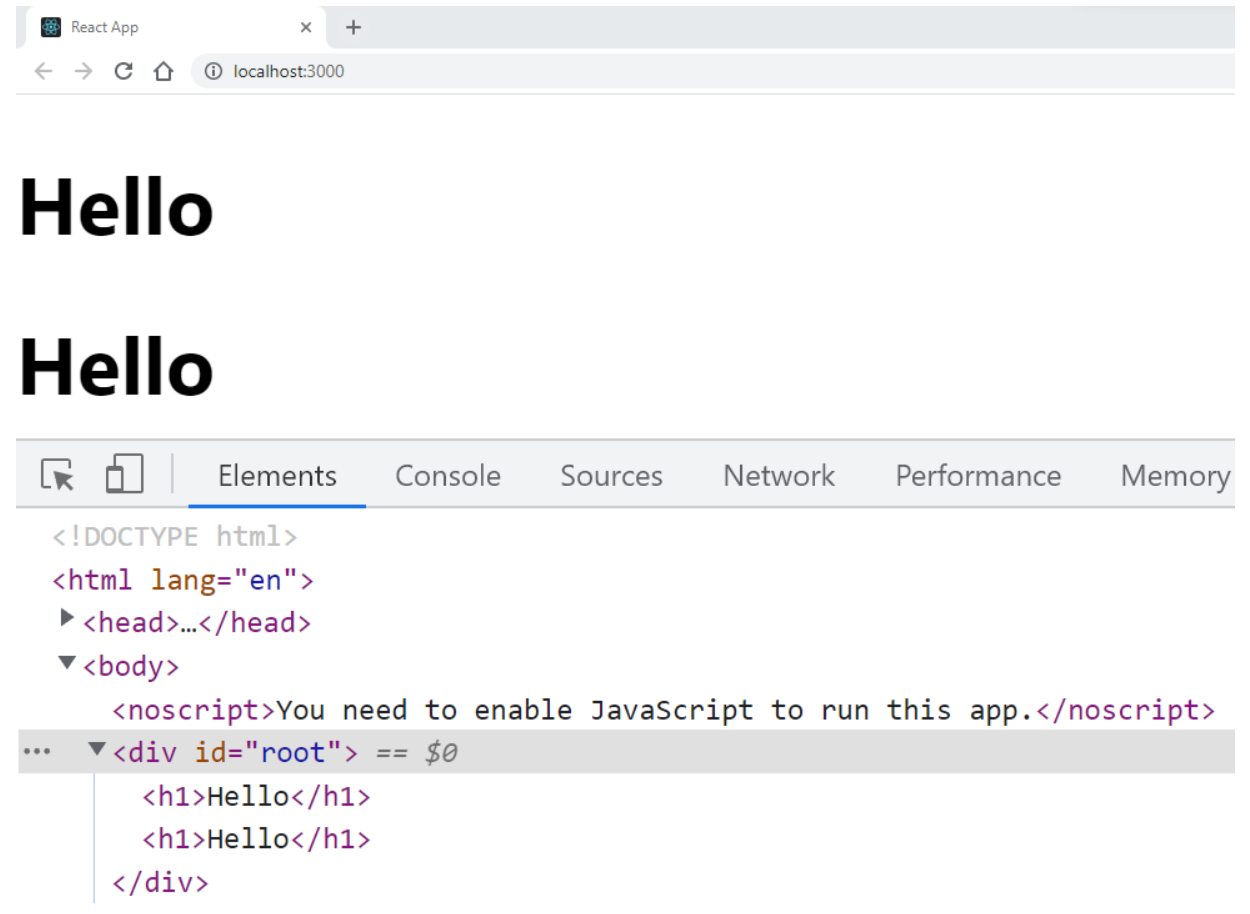 React App
localhost:3000
Hello
Hello
Elements Console Sources Network Performance Memory
<!DOCTYPE html>
<html lang="en">
<head>…</head>
<body>
<noscript>You need to enable JavaScript to run this app.</noscript>
<div id="root"> == $0
<h1>Hello</h1>
<h1>Hello</h1>
</div>